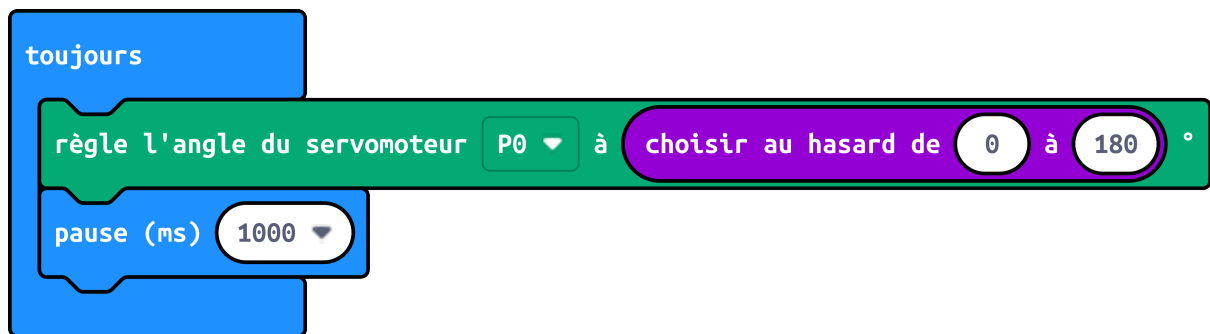 toujours
règle l'angle du servomoteur P0 à choisir au hasard de 0 à 180 °
pause (ms) 1000